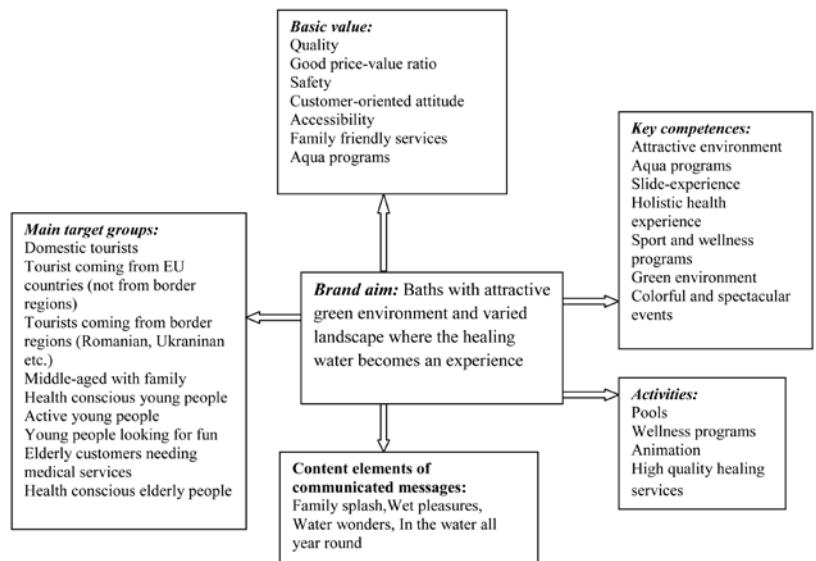 Basic value:
Quality
Good price-value ratio
Safety
Customer-oriented attitude
Accessibility
Family friendly services
Aqua programs
Key competences:
Attractive environment
Aqua programs
Slide-experience
Holistic health
experience
Sport and wellness
programs
Green environment
Colorful and spectacular
events
Main target groups:
Domestic tourists
Tourist coming from EU
countries (not from border
regions)
Tourists coming from border
regions (Romanian, Ukraninan
etc.)
Middle-aged with family
Health conscious young people
Active young people
Young people looking for fun
Elderly customers needing
medical services
Health conscious elderly people
Brand aim: Baths with attractive
green environment and varied
landscape where the healing
water becomes an experience
Activities:
Pools
Wellness programs
Animation
High quality healing
services
Content elements of
communicated messages:
Family splash,Wet pleasures,
Water wonders, In the water all
year round